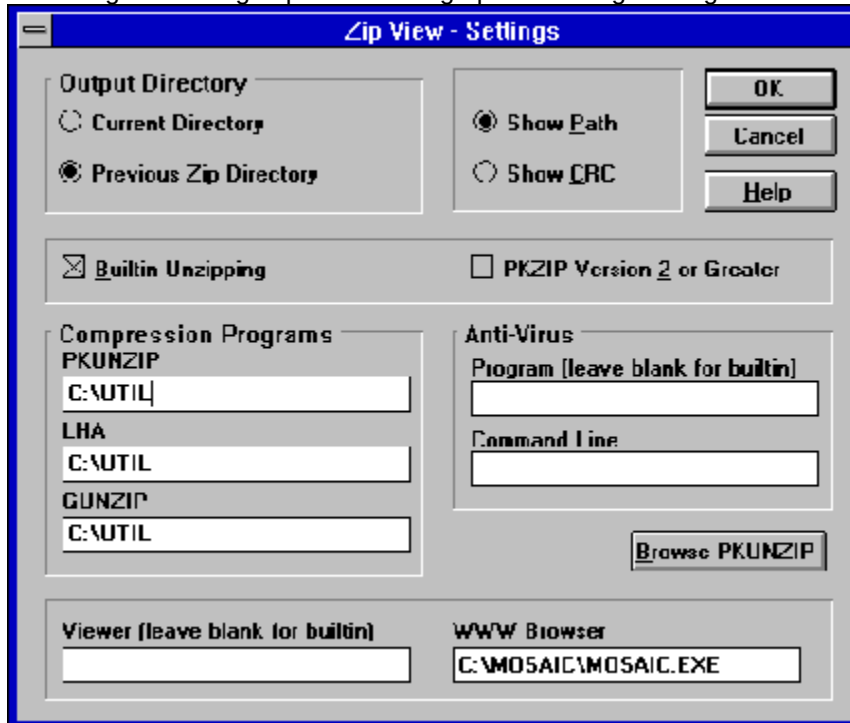 Zip View - Settings
Output Directory
Current Directory
Previous Zip Directory
Show Path
Show CRC
OK
Cancel
Help
Builtin Unzipping
PKZIP Version 2 or Greater
Compression Programs
PKUNZIP
C:\UTIL
LHA
C:\UTIL
GUNZIP
C:\UTIL
Anti-Virus
Program (leave blank for builtin)
Command Line
Browse PKUNZIP
Viewer (leave blank for builtin)
WWW Browser
C:\MOSAIC\MOSAIC.EXE